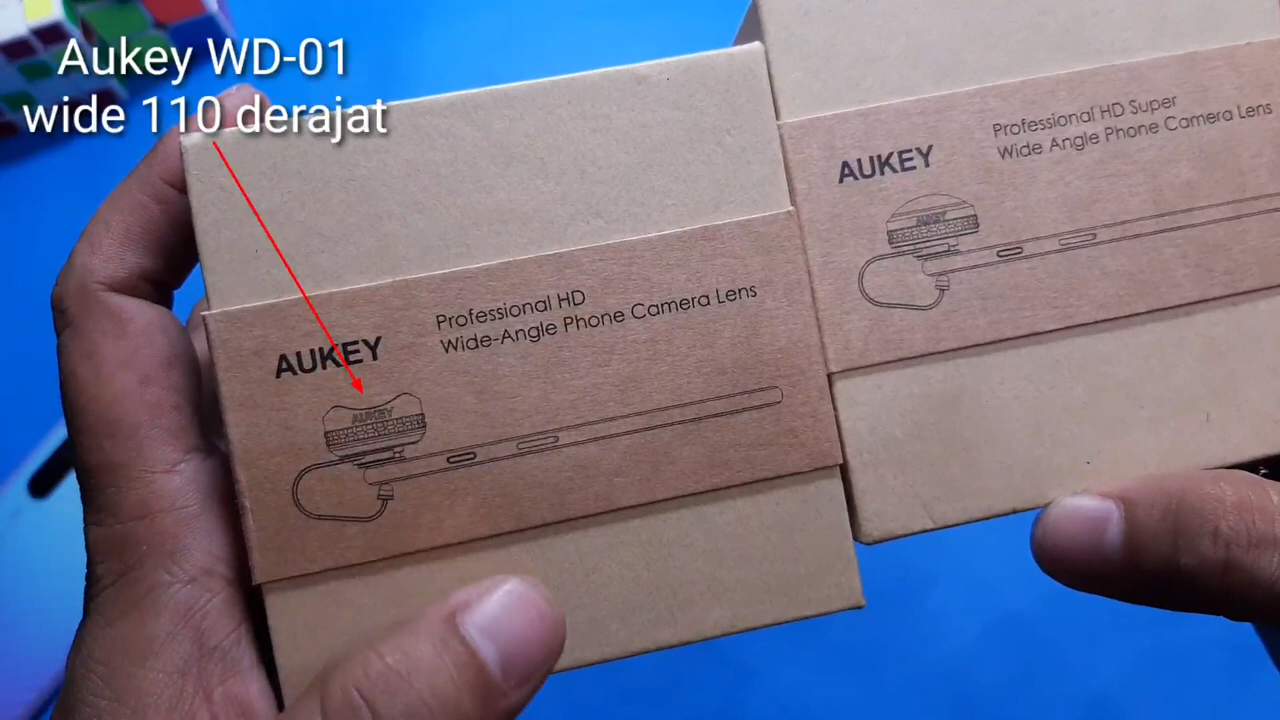 Aukey WD-01
wide 110 derajat
AUKEY
Professional HD
Wide-Angle Phone Camera Lens
AUKEY
AUKEY
Professional HD Super
Wide Angle Phone Camera Lens
AUKEY